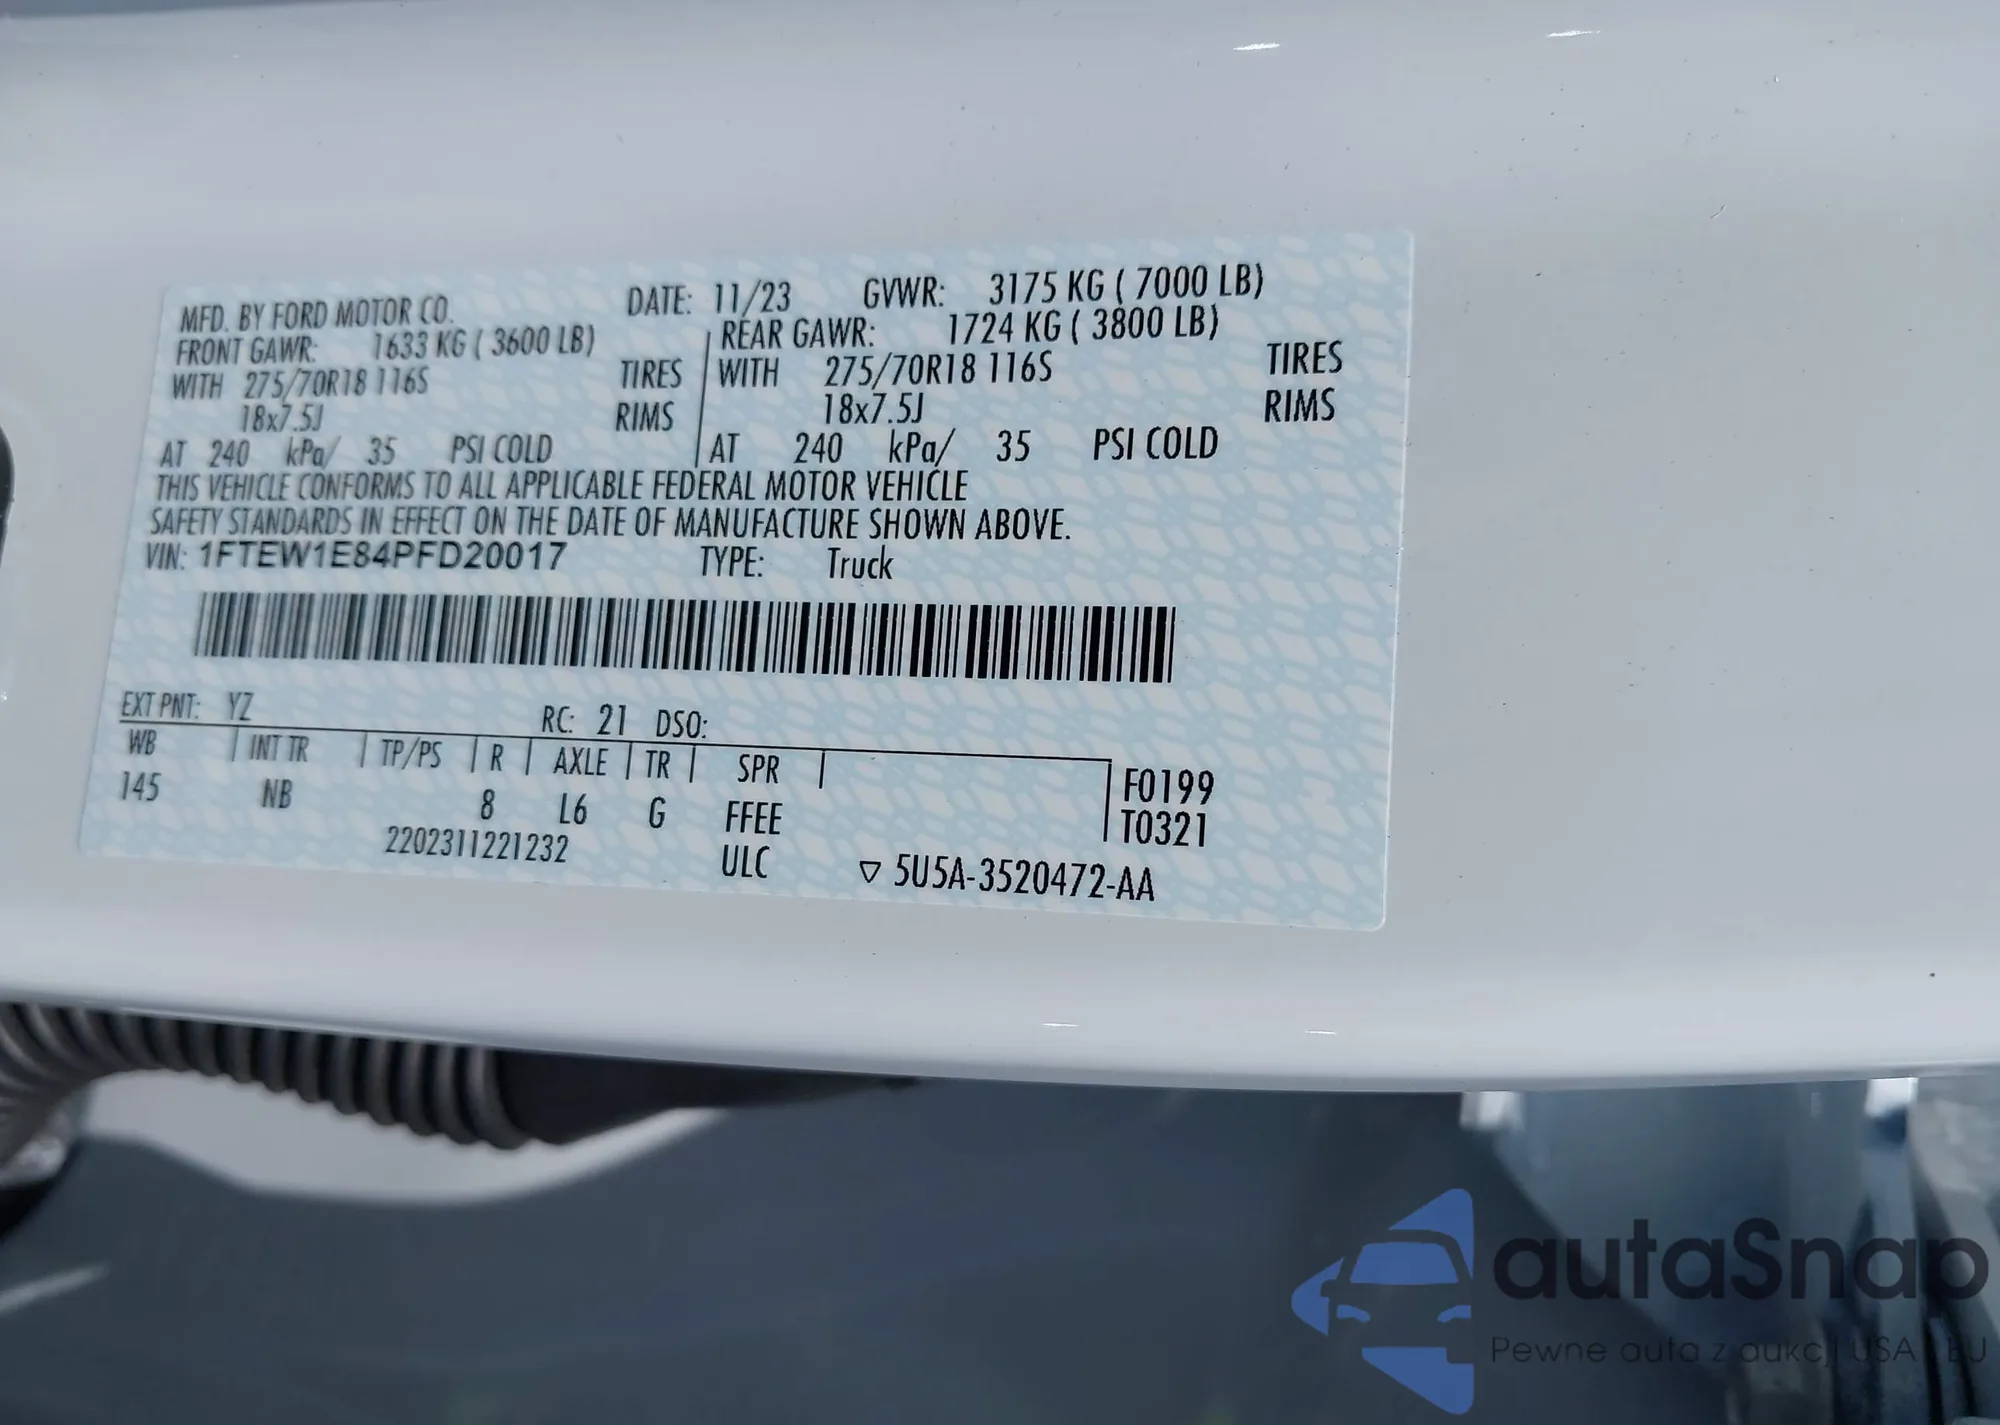 MFD. BY FORD MOTOR CO. DATE: 11/23 GVWR: 3175 KG ( 7000 LB)
FRONT GAWR: 1633 KG ( 3600 LB) REAR GAWR: 1724 KG ( 3800 LB)
WITH 275/70R18 116S TIRES WITH 275/70R18 116S TIRES
18x7.5J RIMS 18x7.5J RIMS
AT 240 kPa/ 35 PSI COLD AT 240 kPa/ 35 PSI COLD
THIS VEHICLE CONFORMS TO ALL APPLICABLE FEDERAL MOTOR VEHICLE
SAFETY STANDARDS IN EFFECT ON THE DATE OF MANUFACTURE SHOWN ABOVE.
VIN: 1FTEW1E84PFD20017 TYPE: Truck
EXT PNT: YZ RC: 21 DSO:
WB INT TR TP/PS R AXLE TR SPR
145 NB 8 L6 G FFEE F0199
T0321
2202311221232 ULC ▽ 5U5A-3520472-AA
autaSnap
Pewne auta z aukcji USA i EU